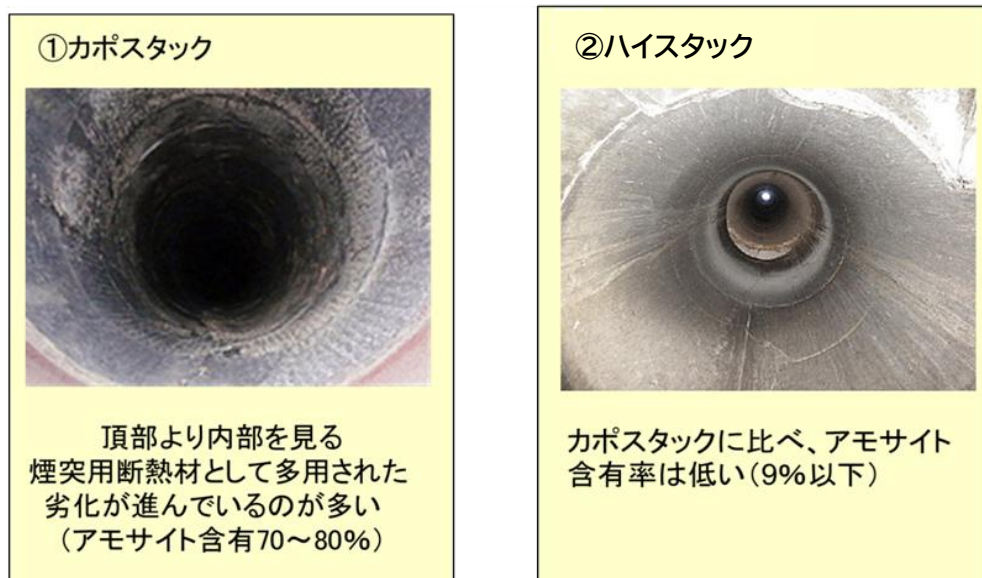 ①カポスタック
頂部より内部を見る
煙突用断熱材として多用された
劣化が進んでいるのが多い
（アモサイト含有70～80%）
②ハイスタック
カポスタックに比べ、アモサイト
含有率は低い（9%以下）